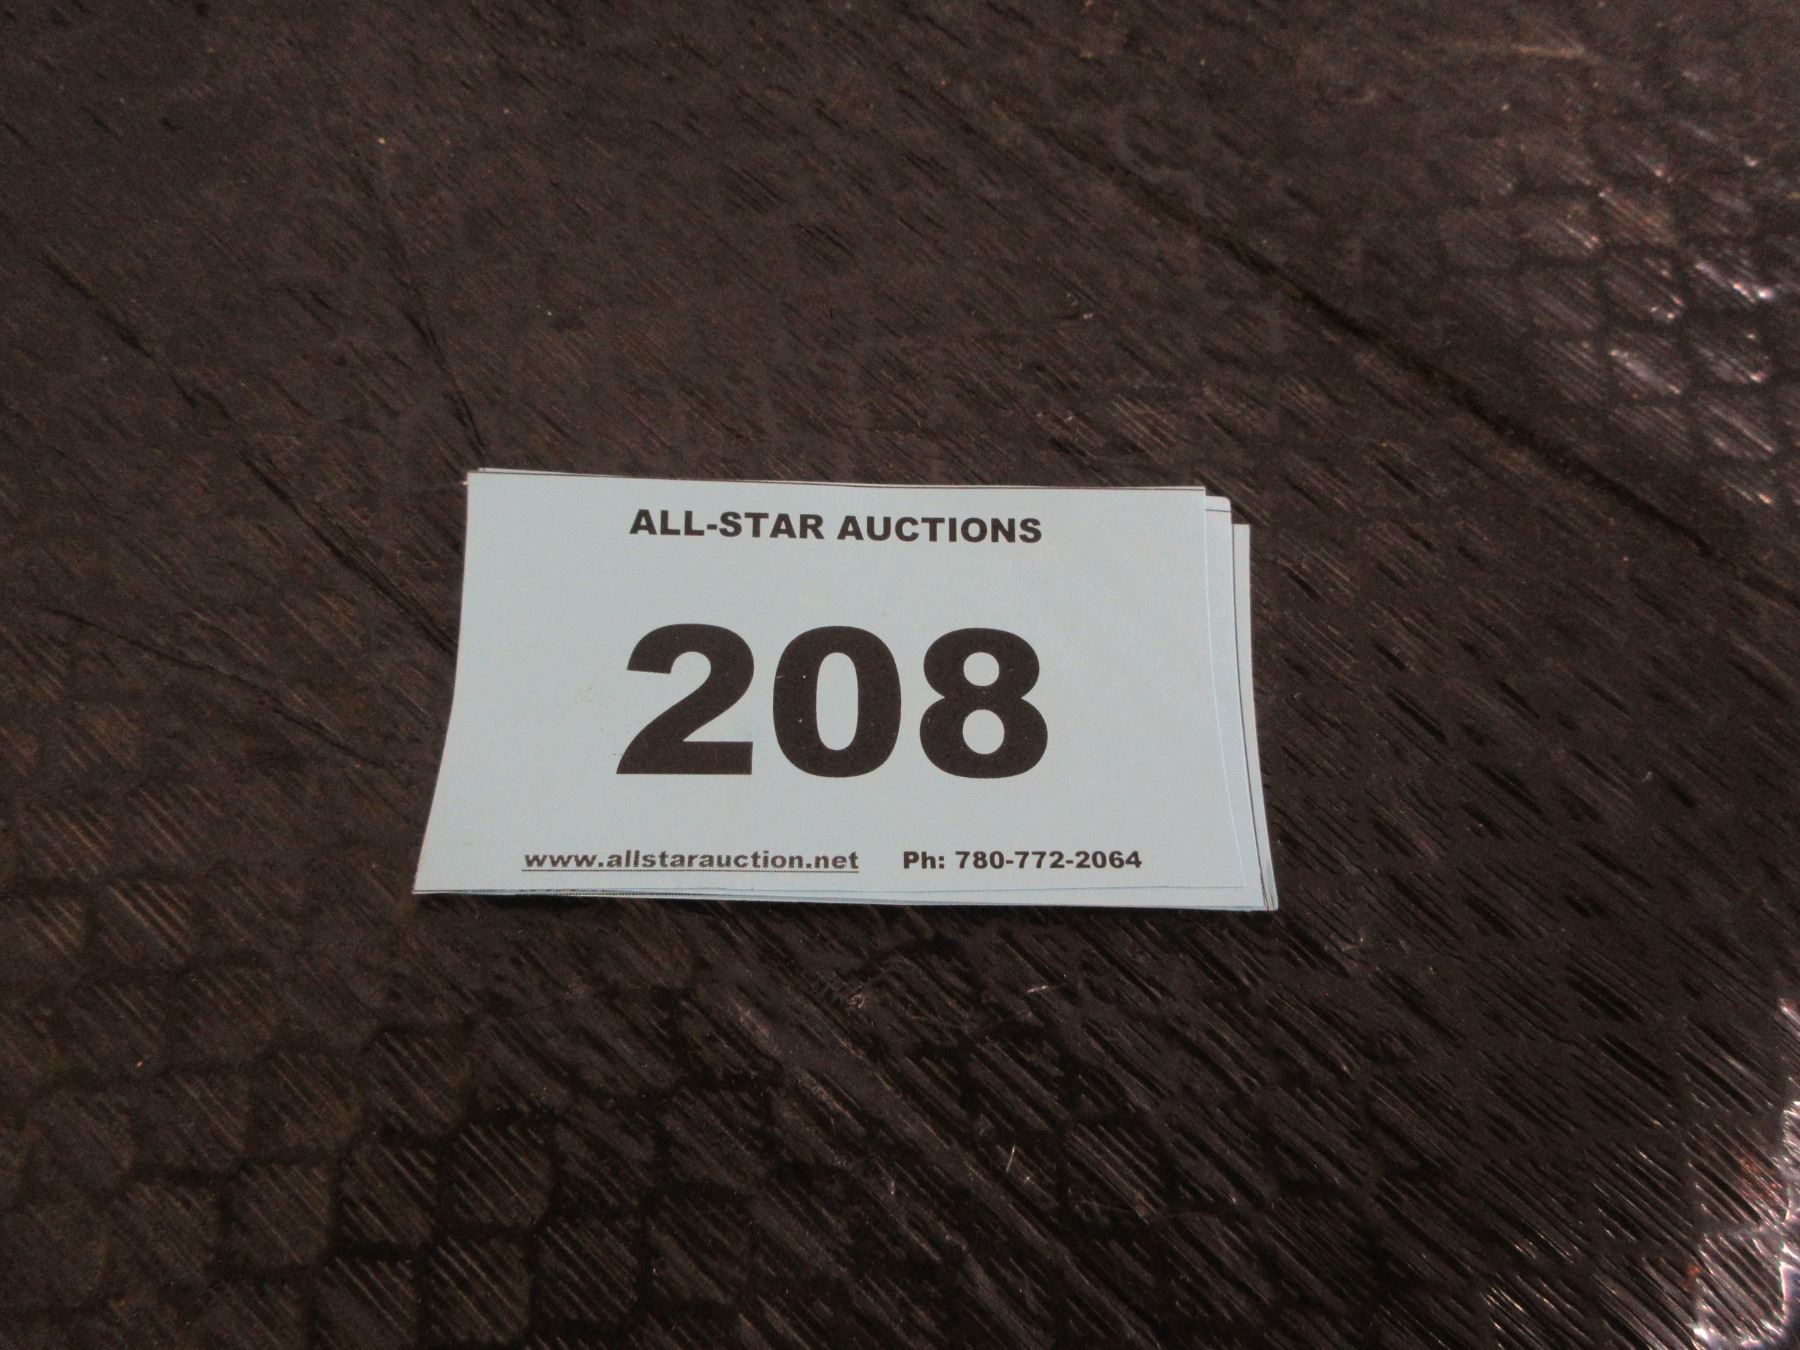 ALL-STAR AUCTIONS
208
www.allstarauction.net Ph: 780-772-2064